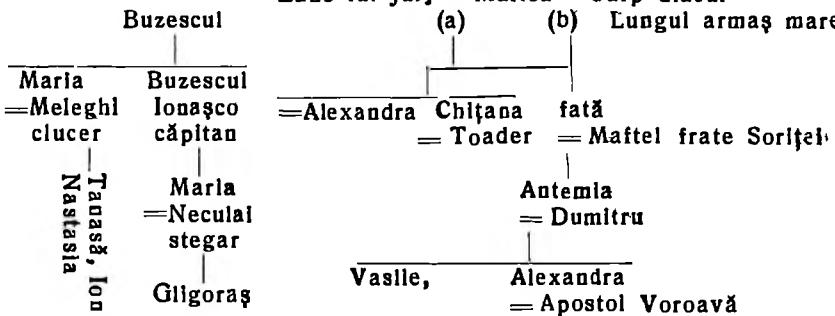 Buzescul (a) (b) Lungul armaş mare
Maria Buzescul
=Meleghi Ionaşco =Alexandra Chiţana fată
clucer căpitan = Toader = Maftei frate Soriţei
Tanasă, Ion
Nastasia
Maria Antemia
=Neculai = Dumitru
stegar
Gligoraş Vasile, Alexandra
= Apostol Voroavă